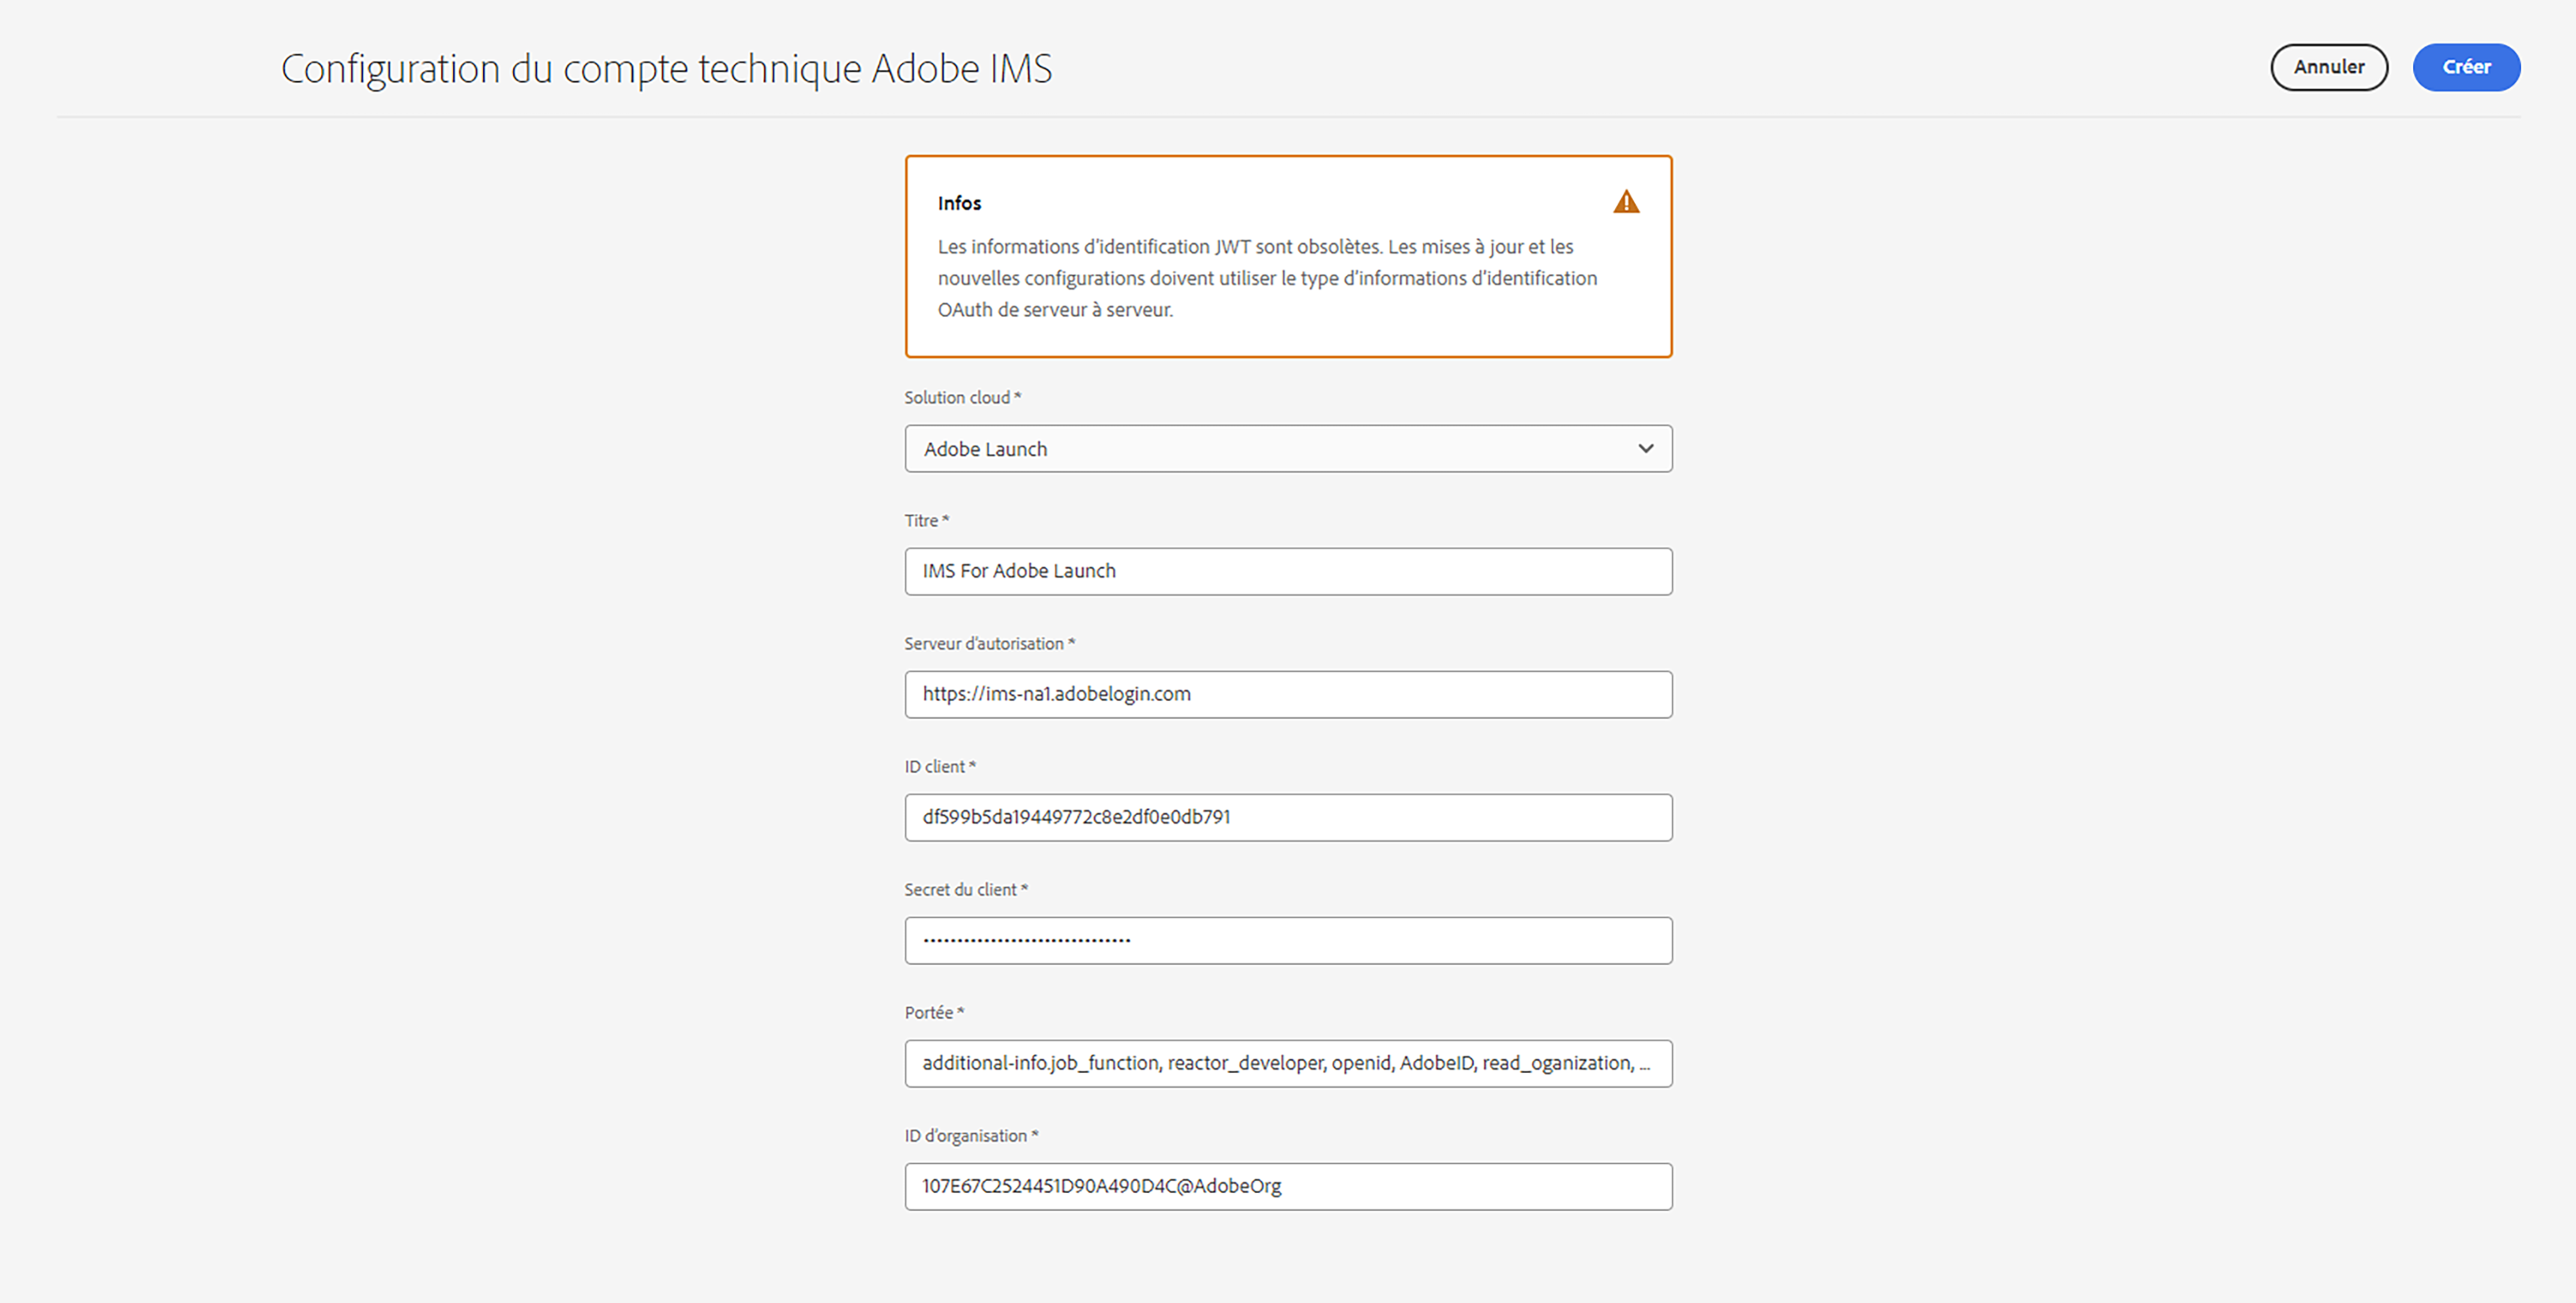 Configuration du compte technique Adobe IMS
Annuler
Créer
Infos
Les informations d'identification JWT sont obsolètes. Les mises à jour et les
nouvelles configurations doivent utiliser le type d'informations d'identification
OAuth de serveur à serveur.
Solution cloud *
Adobe Launch
Titre *
IMS For Adobe Launch
Serveur d'autorisation *
https://ims-na1.adobelogin.com
ID client *
df599b5da19449772c8e2df0e0db791
Secret du client *
•••••••••••••••••••••••••••••••
Portée *
additional-info.job_function, reactor_developer, openid, AdobeID, read_oganization, ...
ID d'organisation *
107E67C2524451D90A490D4C@AdobeOrg